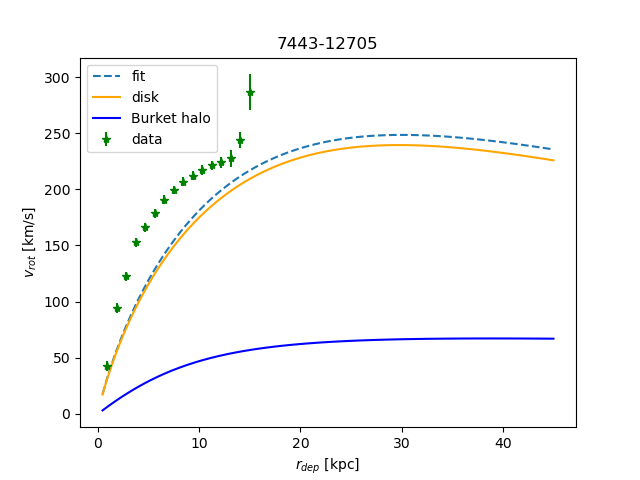 7443-12705
fit
disk
Burket halo
data
300
250
200
150
100
50
0
v_rot [km/s]
0 10 20 30 40
r_dep [kpc]